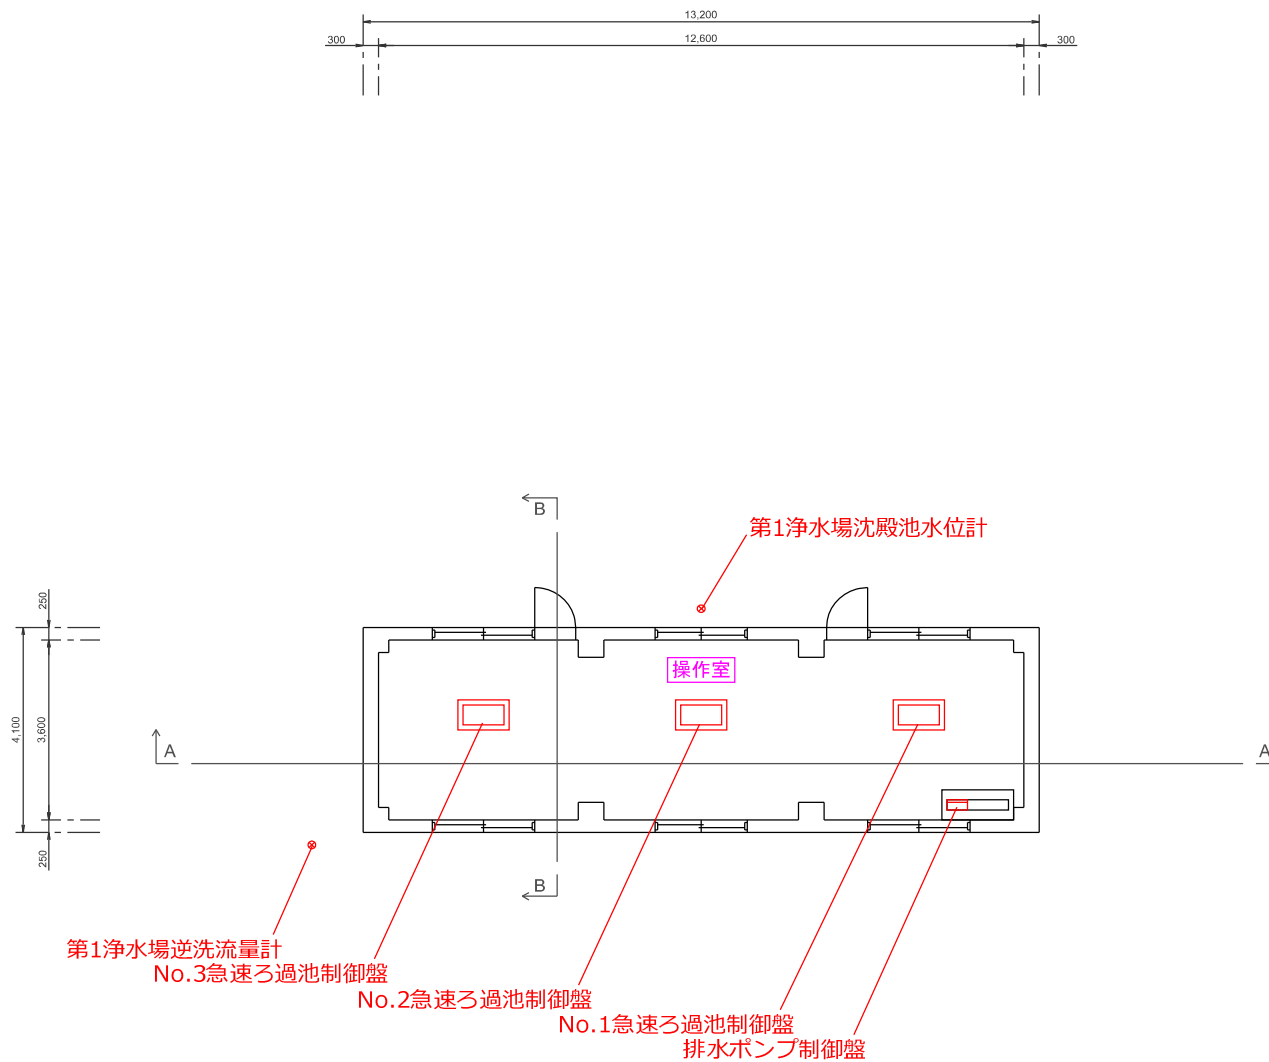 13,200
300
12,600
300
B
第1浄水場沈殿池水位計
250
操作室
4,100
3,600
A
A
250
B
第1浄水場逆洗流量計
No.3急速ろ過池制御盤
No.2急速ろ過池制御盤
No.1急速ろ過池制御盤
排水ポンプ制御盤